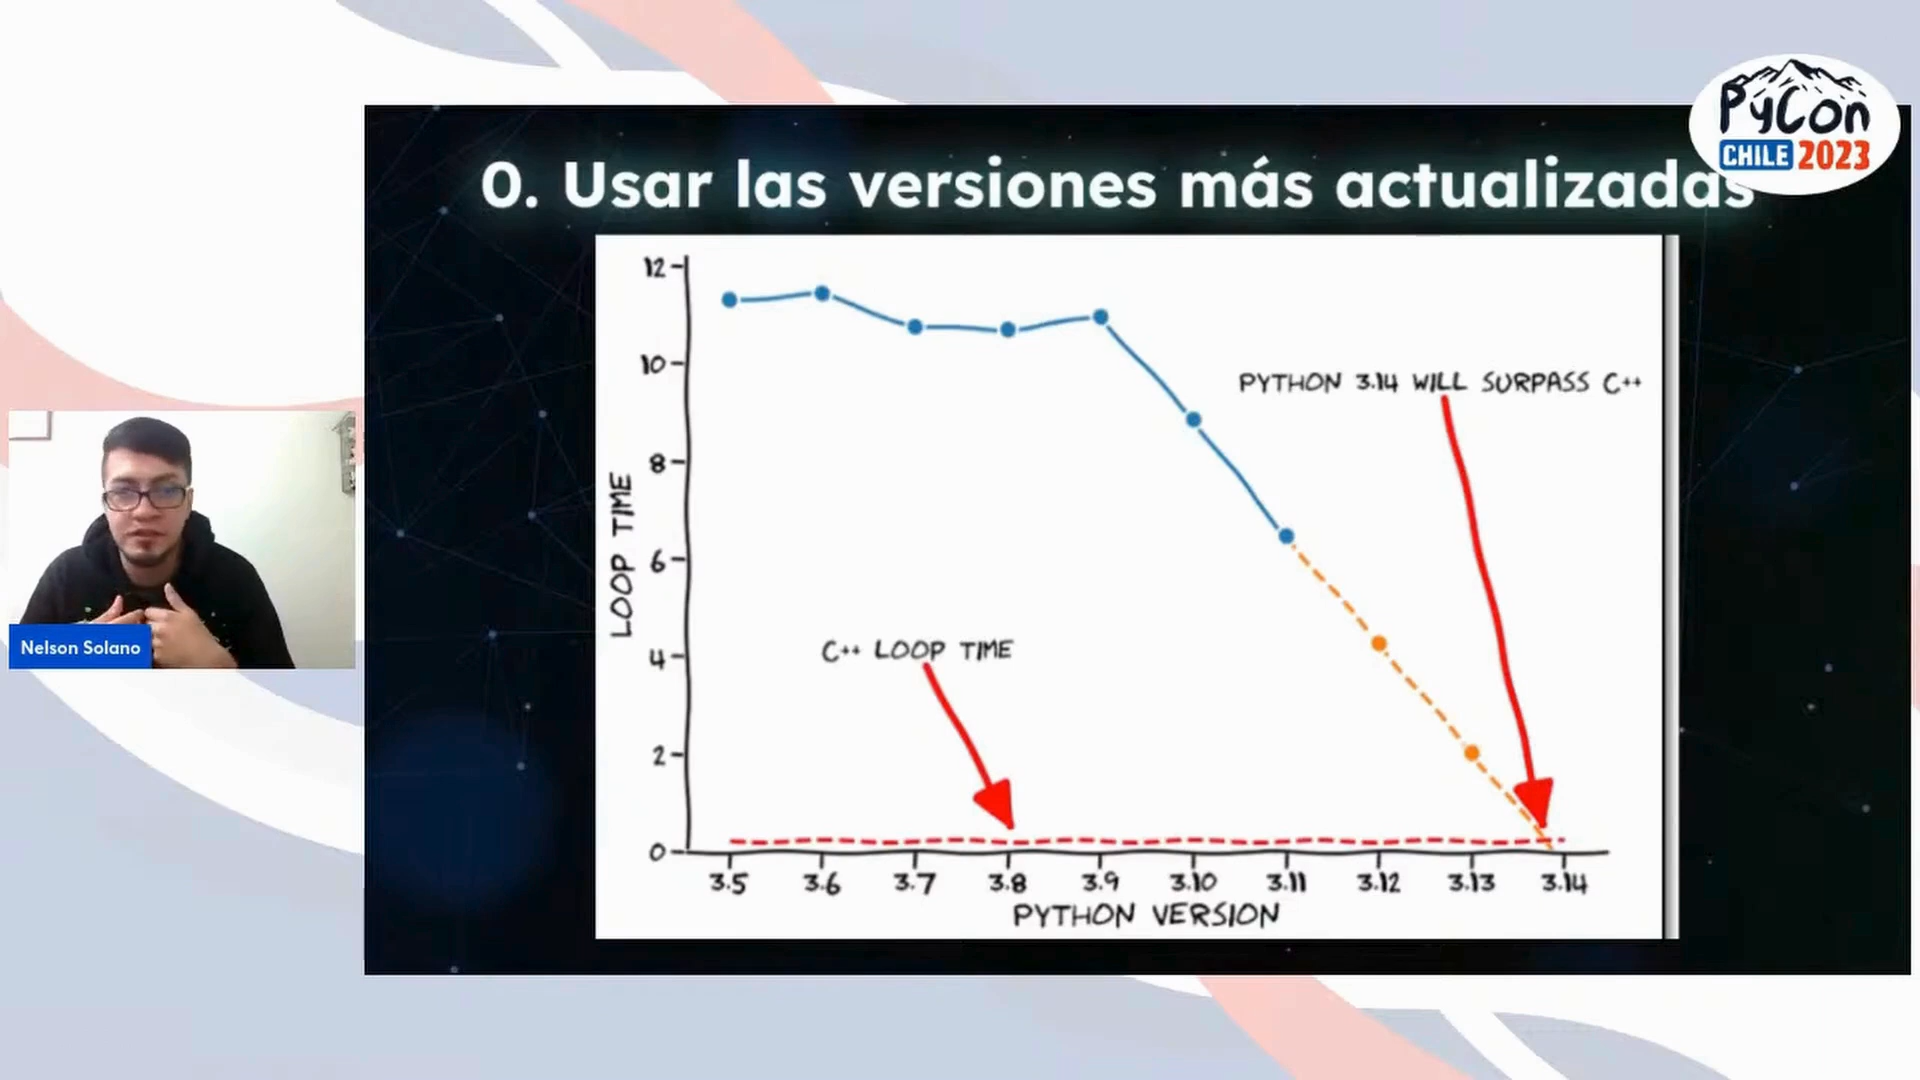 PyCon
CHILE 2023
0. Usar las versiones más actualizadas
12
10
8
6
4
2
0
LOOP TIME
PYTHON 3.14 WILL SURPASS C++
C++ LOOP TIME
3.5 3.6 3.7 3.8 3.9 3.10 3.11 3.12 3.13 3.14
PYTHON VERSION
Nelson Solano